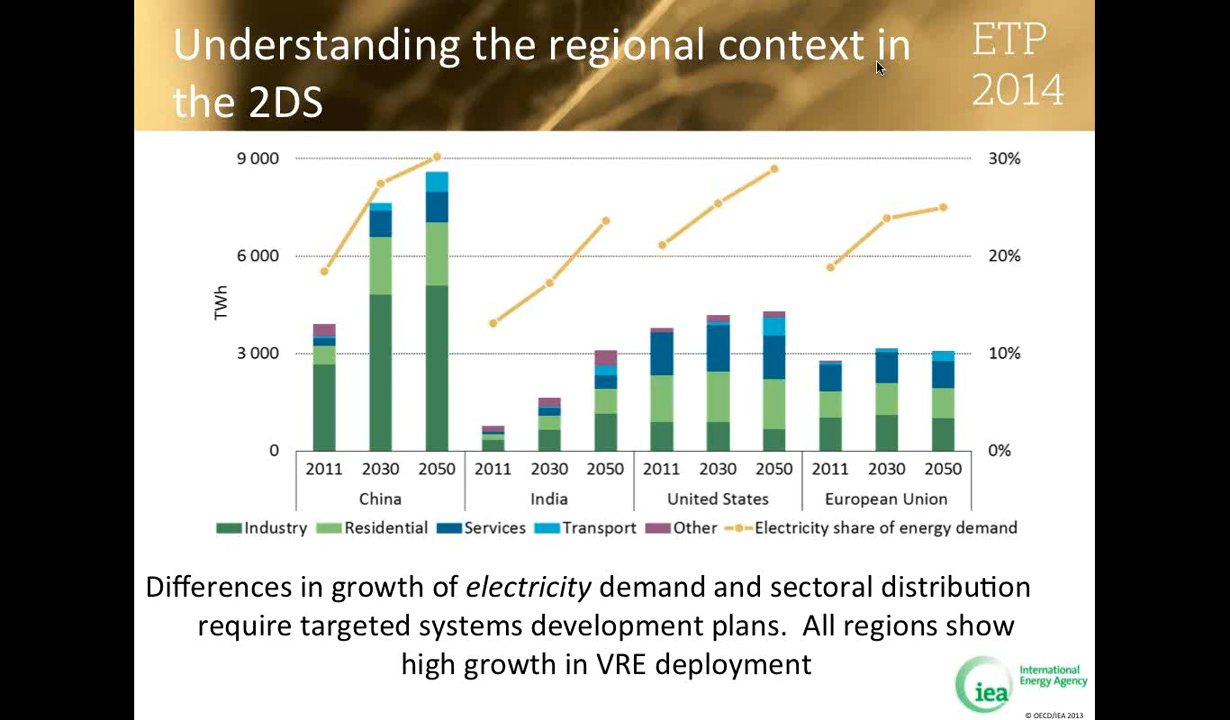 Understanding the regional context in
the 2DS
ETP
2014
9 000
6 000
3 000
0
TWh
30%
20%
10%
0%
2011 2030 2050 2011 2030 2050 2011 2030 2050 2011 2030 2050
China India United States European Union
Industry Residential Services Transport Other Electricity share of energy demand
Differences in growth of electricity demand and sectoral distribution
require targeted systems development plans. All regions show
high growth in VRE deployment
iea
International
Energy Agency
© OECD/IEA 2013